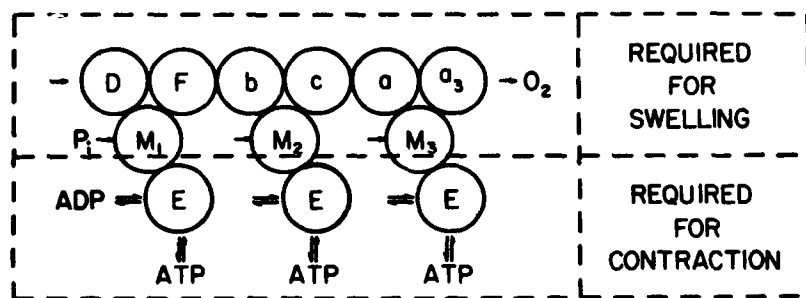 D F b c a a₃ → O₂
Pᵢ M₁ M₂ M₃
ADP E E E
ATP ATP ATP
REQUIRED
FOR
SWELLING
REQUIRED
FOR
CONTRACTION